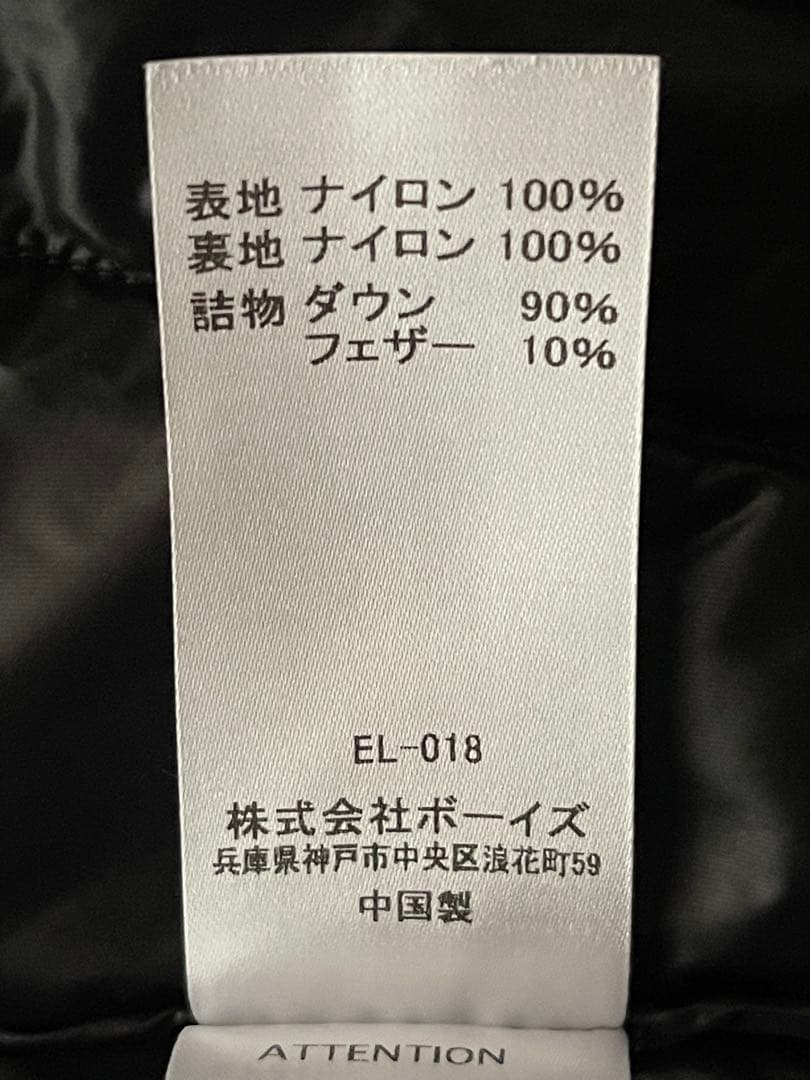 表地 ナイロン 100%
裏地 ナイロン 100%
詰物 ダウン 90%
フェザー 10%
EL-018
株式会社ボーイズ
兵庫県神戸市中央区浪花町59
中国製
ATTENTION